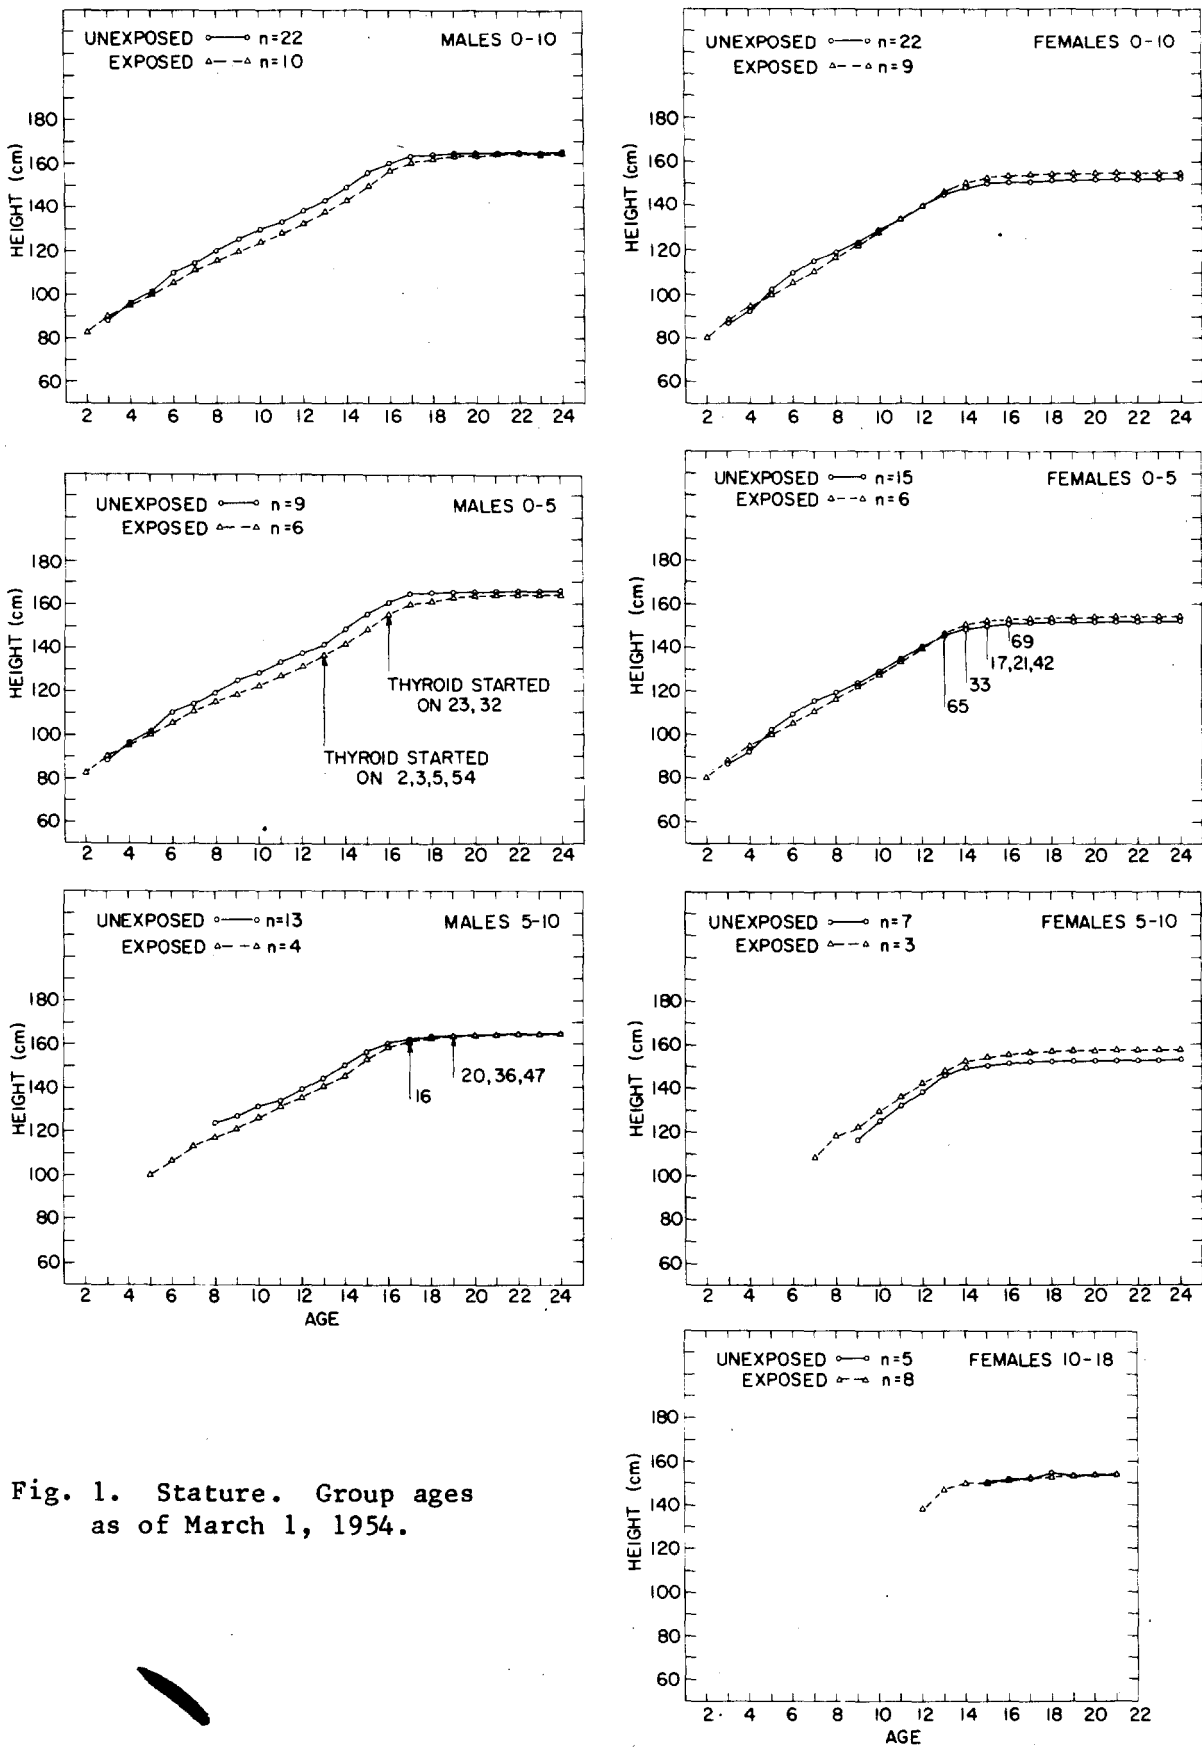 UNEXPOSED n=22 MALES 0-10
EXPOSED n=10
HEIGHT (cm)
180
160
140
120
100
80
60
2 4 6 8 10 12 14 16 18 20 22 24
UNEXPOSED n=22 FEMALES 0-10
EXPOSED n=9
HEIGHT (cm)
180
160
140
120
100
80
60
2 4 6 8 10 12 14 16 18 20 22 24
UNEXPOSED n=9 MALES 0-5
EXPOSED n=6
HEIGHT (cm)
180
160
140
120
100
80
60
THYROID STARTED
ON 23,32
THYROID STARTED
ON 2,3,5,54
2 4 6 8 10 12 14 16 18 20 22 24
UNEXPOSED n=15 FEMALES 0-5
EXPOSED n=6
HEIGHT (cm)
180
160
140
120
100
80
60
69
17,21,42
33
65
2 4 6 8 10 12 14 16 18 20 22 24
UNEXPOSED n=13 MALES 5-10
EXPOSED n=4
HEIGHT (cm)
180
160
140
120
100
80
60
20,36,47
16
2 4 6 8 10 12 14 16 18 20 22 24
AGE
UNEXPOSED n=7 FEMALES 5-10
EXPOSED n=3
HEIGHT (cm)
180
160
140
120
100
80
60
2 4 6 8 10 12 14 16 18 20 22 24
UNEXPOSED n=5 FEMALES 10-18
EXPOSED n=8
HEIGHT (cm)
180
160
140
120
100
80
60
2 4 6 8 10 12 14 16 18 20 22
AGE
Fig. 1. Stature. Group ages
as of March 1, 1954.